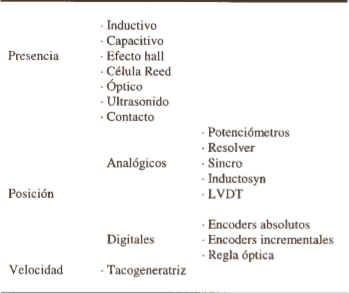 · Inductivo
· Capacitivo
Presencia · Efecto hall
· Célula Reed
· Óptico
· Ultrasonido
· Contacto
· Potenciómetros
· Resolver
Analógicos · Sincro
· Inductosyn
Posición · LVDT
· Encoders absolutos
Digitales · Encoders incrementales
· Regla óptica
Velocidad · Tacogeneratriz